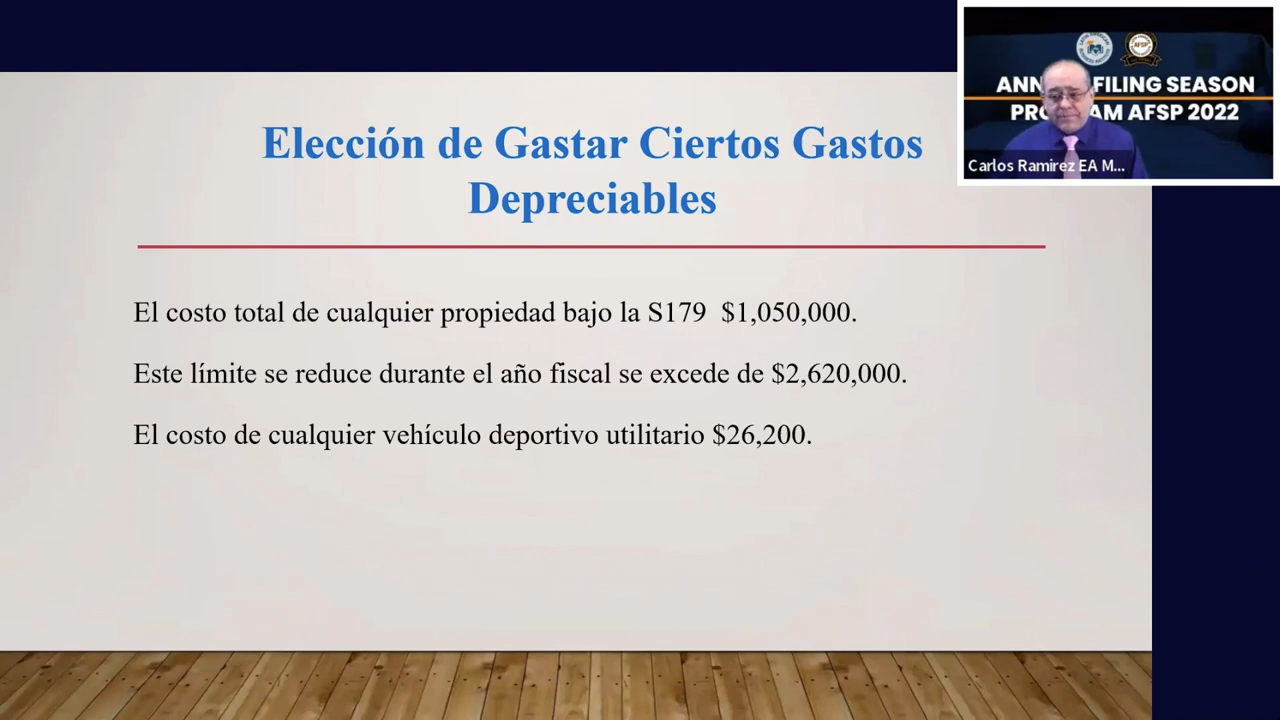 Elección de Gastar Ciertos Gastos
Depreciables
El costo total de cualquier propiedad bajo la S179 $1,050,000.
Este límite se reduce durante el año fiscal se excede de $2,620,000.
El costo de cualquier vehículo deportivo utilitario $26,200.
AFSP
FILING SEASON
AM AFSP 2022
Carlos Ramirez EA M...